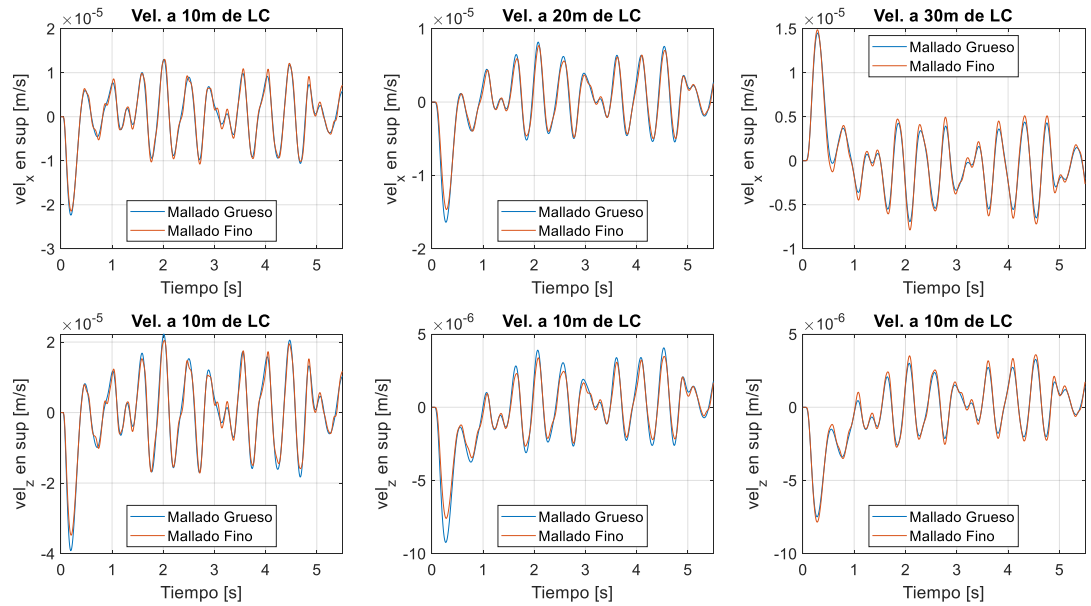 Vel. a 10m de LC
×10-5
2
1
0
-1
-2
-3
velx en sup [m/s]
Mallado Grueso
Mallado Fino
0 1 2 3 4 5
Tiempo [s]
Vel. a 20m de LC
×10-5
1
0
-1
-2
velx en sup [m/s]
Mallado Grueso
Mallado Fino
0 1 2 3 4 5
Tiempo [s]
Vel. a 30m de LC
×10-5
1.5
1
0.5
0
-0.5
-1
velx en sup [m/s]
Mallado Grueso
Mallado Fino
0 1 2 3 4 5
Tiempo [s]
Vel. a 10m de LC
×10-5
2
0
-2
-4
velz en sup [m/s]
Mallado Grueso
Mallado Fino
0 1 2 3 4 5
Tiempo [s]
Vel. a 10m de LC
×10-6
5
0
-5
-10
velz en sup [m/s]
Mallado Grueso
Mallado Fino
0 1 2 3 4 5
Tiempo [s]
Vel. a 10m de LC
×10-6
5
0
-5
-10
velz en sup [m/s]
Mallado Grueso
Mallado Fino
0 1 2 3 4 5
Tiempo [s]